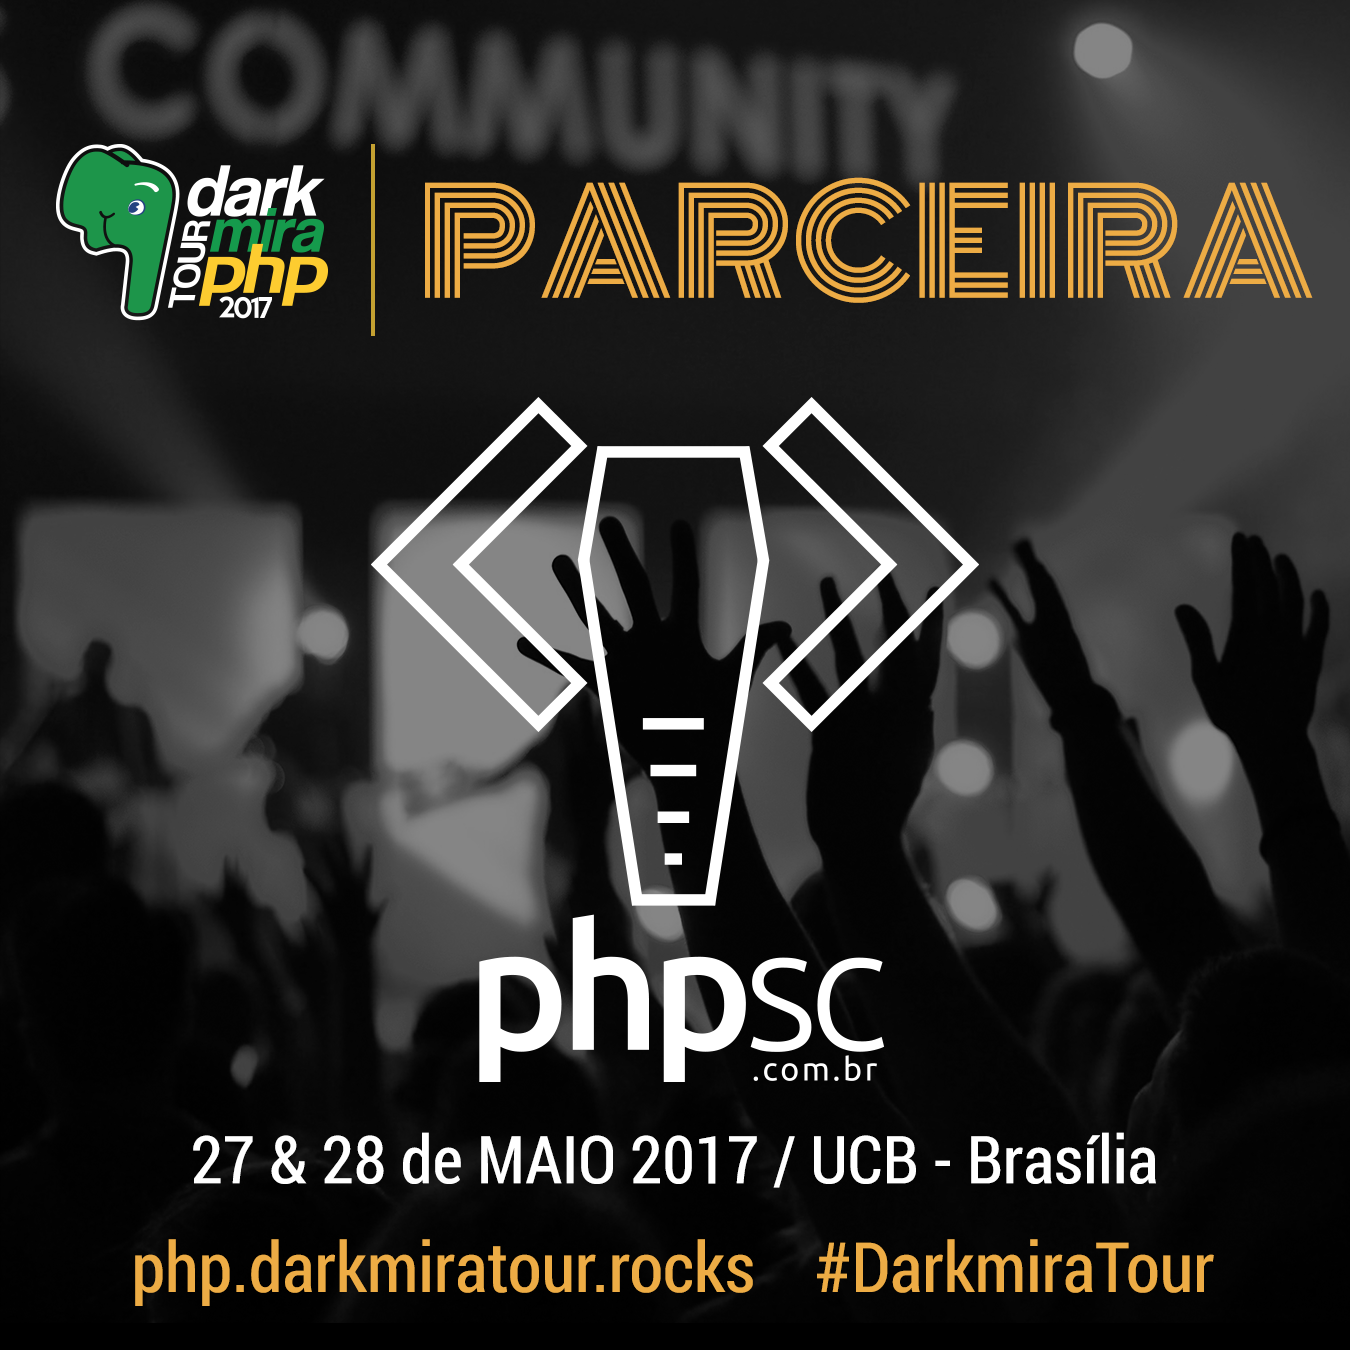 COMMUNITY
dark
mira
TOUR
php
2017
PARCEIRA
phpsc
.com.br
27 & 28 de MAIO 2017 / UCB - Brasília
php.darkmiratour.rocks #DarkmiraTour